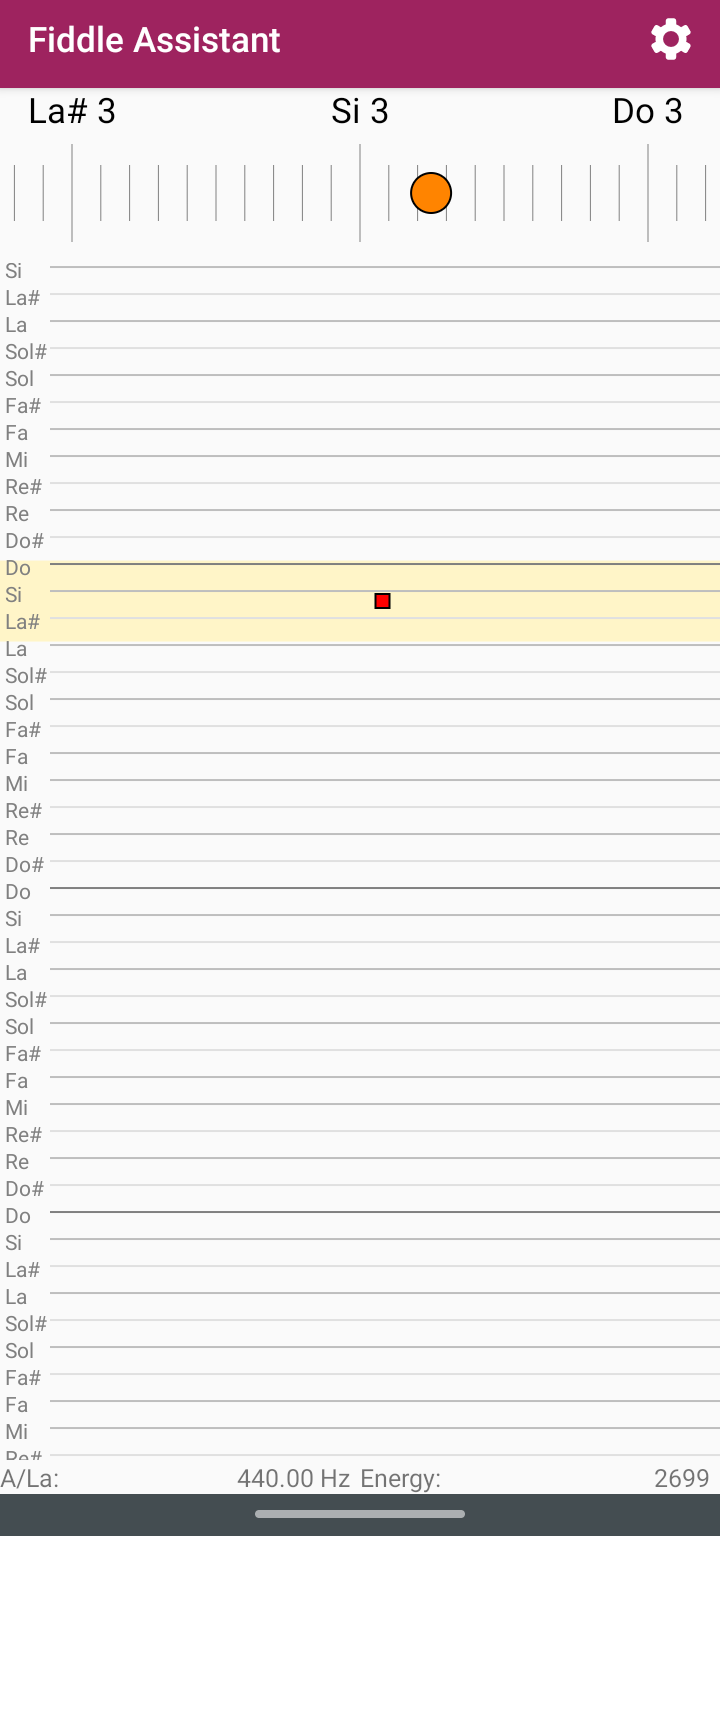 Fiddle Assistant
La# 3 Si 3 Do 3
Si
La#
La
Sol#
Sol
Fa#
Fa
Mi
Re#
Re
Do#
Do
Si
La#
La
Sol#
Sol
Fa#
Fa
Mi
Re#
Re
Do#
Do
Si
La#
La
Sol#
Sol
Fa#
Fa
Mi
Re#
Re
Do#
Do
Si
La#
La
Sol#
Sol
Fa#
Fa
Mi
Re#
A/La: 440.00 Hz Energy: 2699